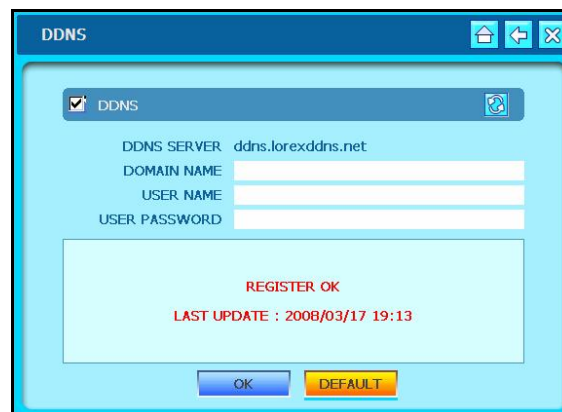 DDNS
DDNS
DDNS SERVER ddns.lorexddns.net
DOMAIN NAME
USER NAME
USER PASSWORD
REGISTER OK
LAST UPDATE : 2008/03/17 19:13
OK DEFAULT